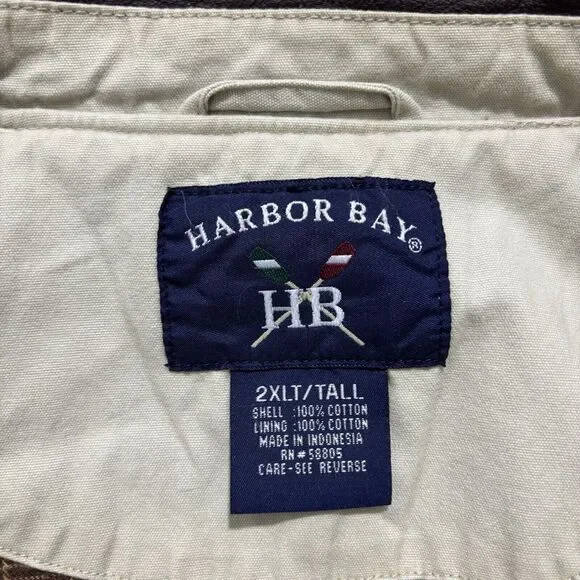 HARBOR BAY®
HB
2XLT/TALL
SHELL :100% COTTON
LINING :100% COTTON
MADE IN INDONESIA
RN#58805
CARE-SEE REVERSE